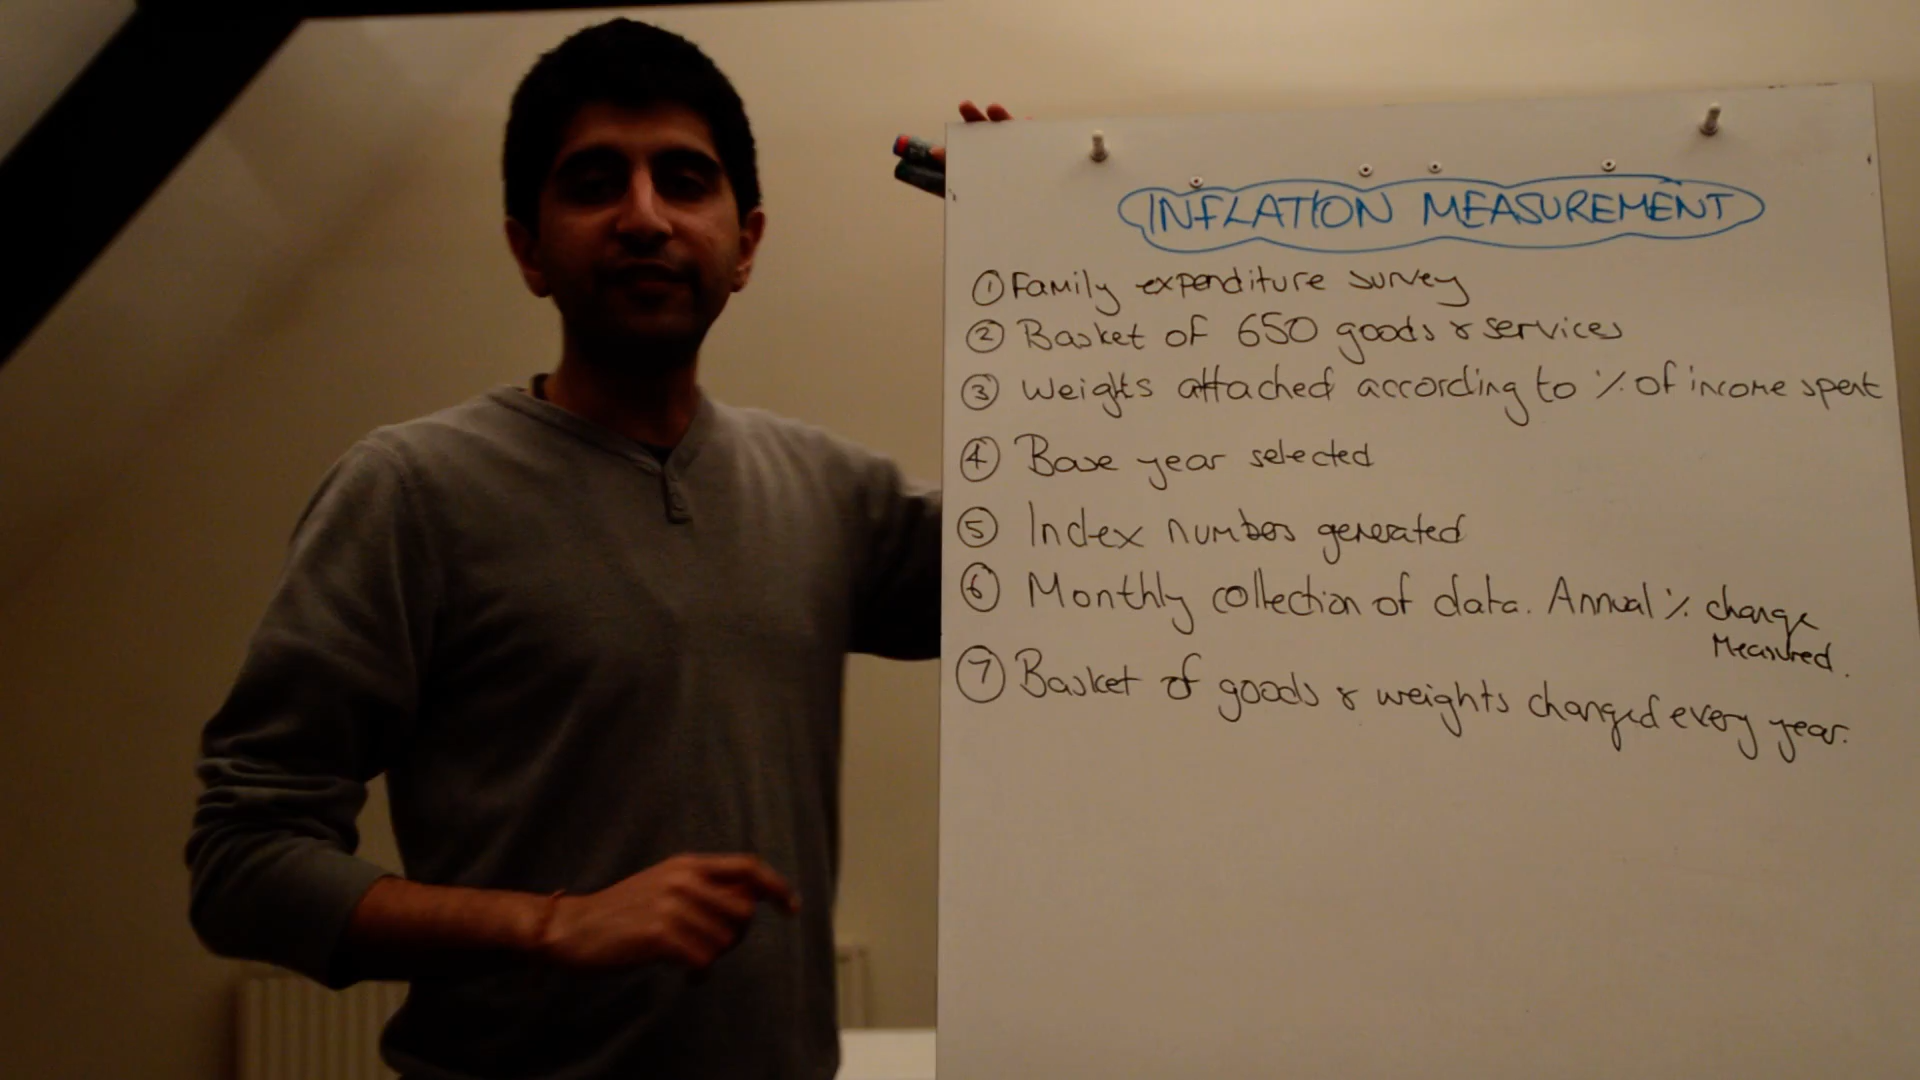 INFLATION MEASUREMENT
① Family expenditure survey
② Basket of 650 goods & services
③ Weights attached according to % of income spent
④ Base year selected
⑤ Index numbers generated
⑥ Monthly collection of data. Annual % change
Measured.
⑦ Basket of goods & weights changed every year.